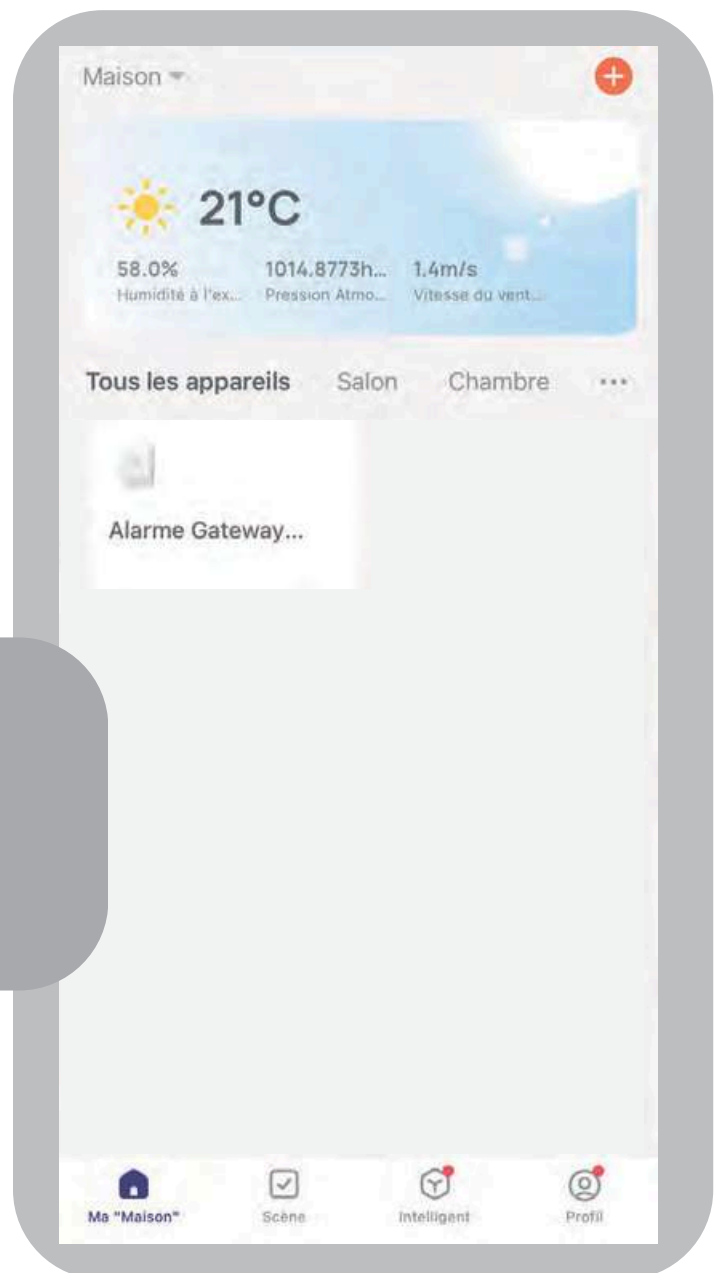 Maison
21°C
58.0% 1014.8773h... 1.4m/s
Humidité à l'ex... Pression Atmo... Vitesse du vent...
Tous les appareils Salon Chambre ...
Alarme Gateway...
Ma "Maison" Scène Intelligent Profil